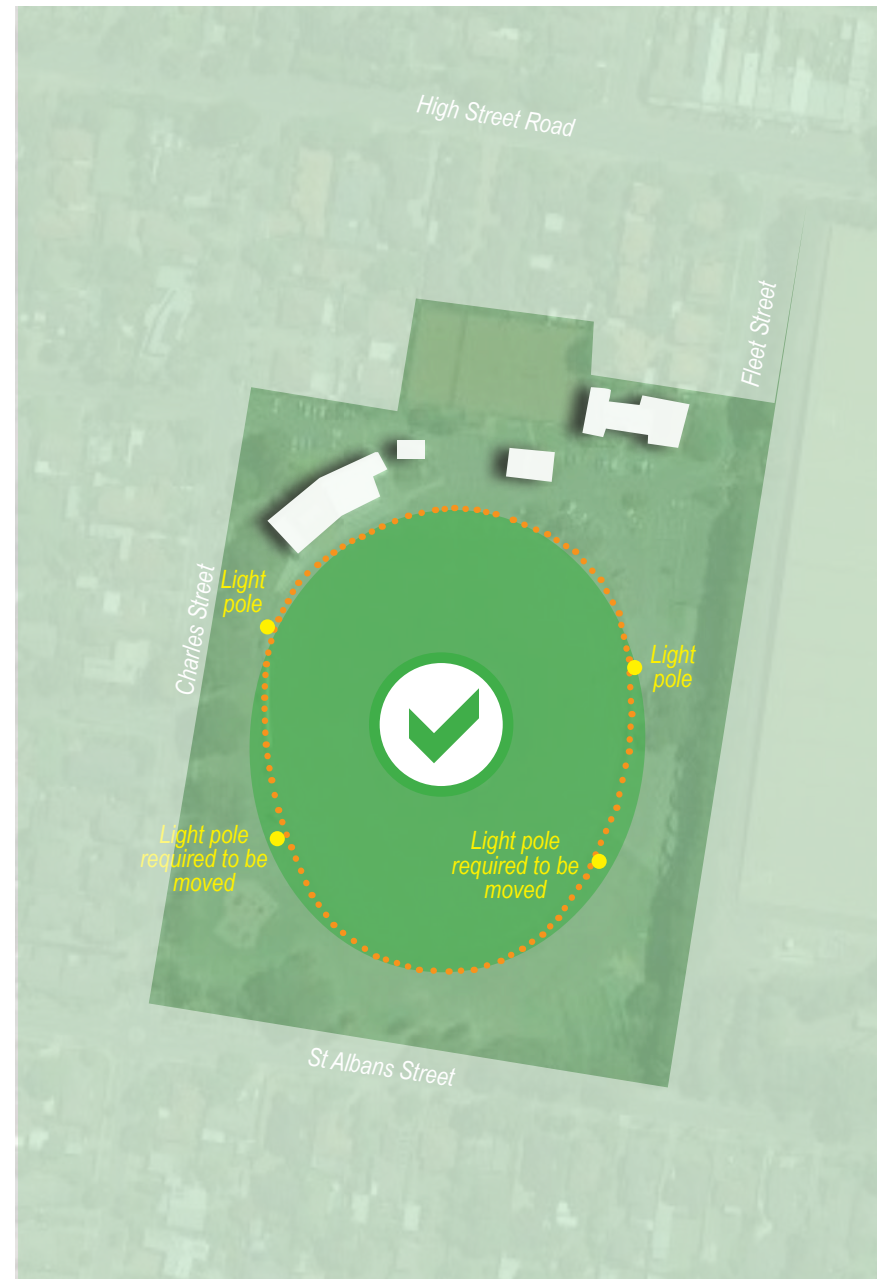 High Street Road
Fleet Street
Charles Street
Light
pole
Light
pole
Light pole
required to be
moved
Light pole
required to be
moved
St Albans Street